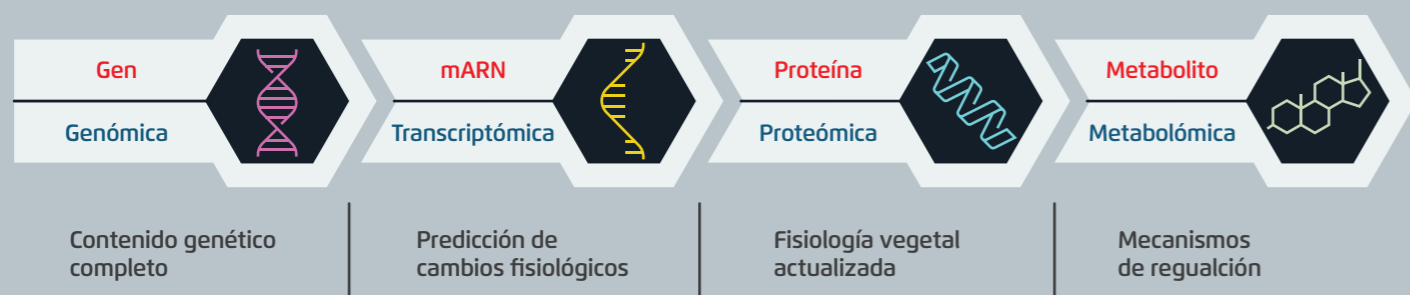 Gen
Genómica
mARN
Transcriptómica
Proteína
Proteómica
Metabolito
Metabolómica
Contenido genético
completo
Predicción de
cambios fisiológicos
Fisiología vegetal
actualizada
Mecanismos
de regualción